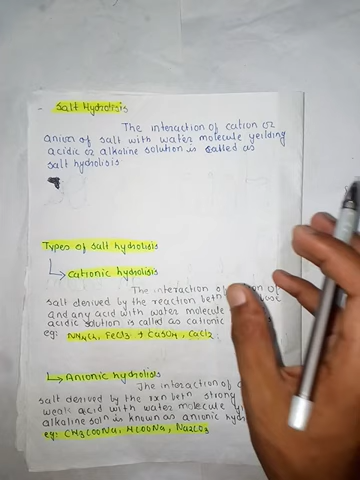 Salt Hydrolisis
The interaction of cation or
anion of salt with water molecule yeilding
acidic or alkaline solution is called as
salt hydrolisis
Types of salt hydrolisis
cationic hydrolisis
The interaction of
salt derived by the reaction betn
and any acid with water molecule
acidic solution is called as cationic
eg: NH4Cl, FeCl3, CuSO4, CaCl2
Anionic hydrolisis
The interaction of
salt derived by the rxn betn strong
weak acid with water molecule
alkaline soln is known as anionic
eg: CH3COONa, HCOONa, Na2CO3